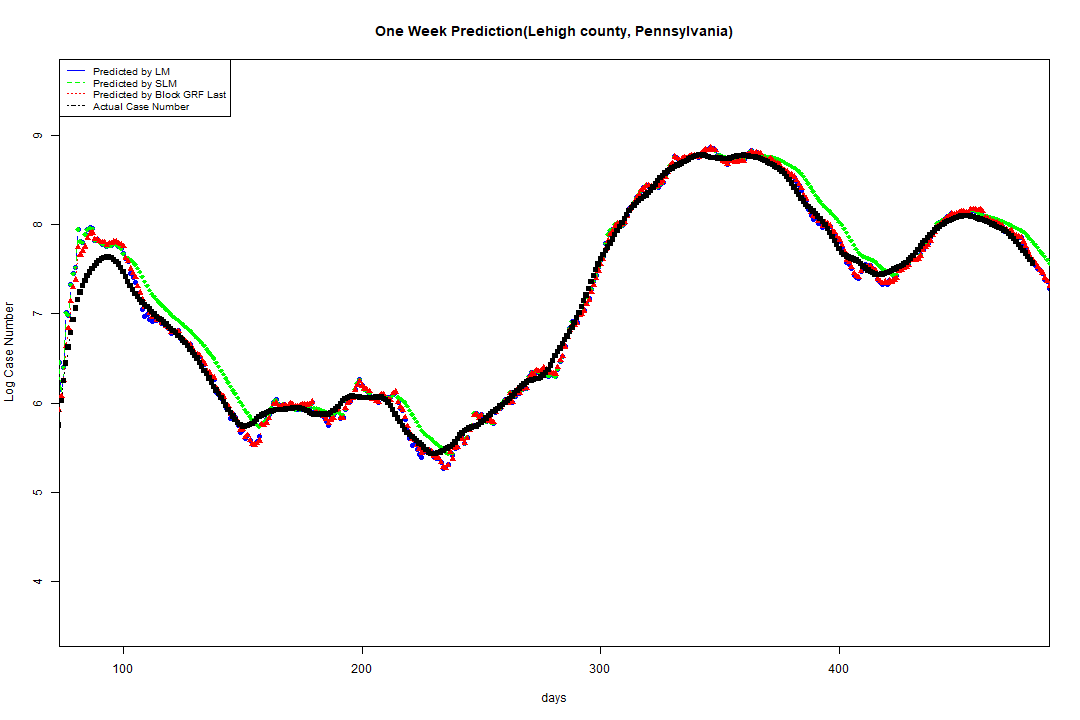 One Week Prediction(Lehigh county, Pennsylvania)
Predicted by LM
Predicted by SLM
Predicted by Block GRF Last
Actual Case Number
9
8
7
6
5
4
Log Case Number
100 200 300 400
days